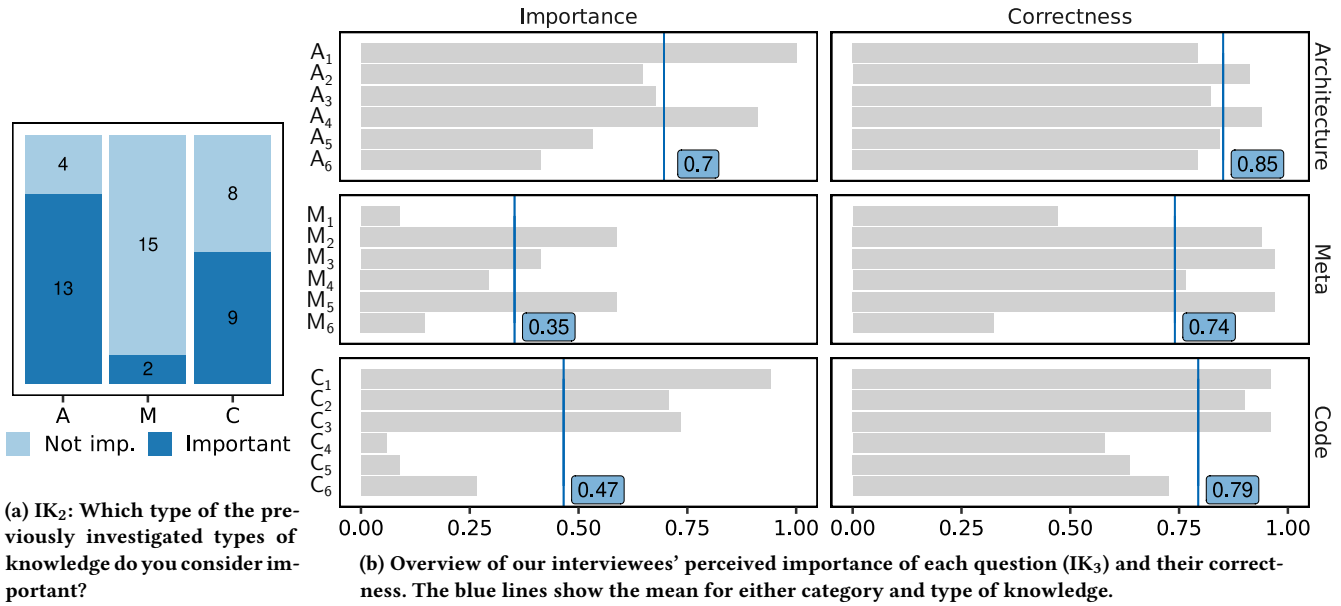 Importance
Correctness
A₁
A₂
A₃
A₄
A₅
A₆
0.7
0.85
Architecture
M₁
M₂
M₃
M₄
M₅
M₆
0.35
0.74
Meta
C₁
C₂
C₃
C₄
C₅
C₆
0.47
0.79
Code
0.00 0.25 0.50 0.75 1.00
0.00 0.25 0.50 0.75 1.00
4
13
15
2
8
9
A M C
Not imp. Important
(a) IK₂: Which type of the pre-
viously investigated types of
knowledge do you consider im-
portant?
(b) Overview of our interviewees' perceived importance of each question (IK₃) and their correct-
ness. The blue lines show the mean for either category and type of knowledge.